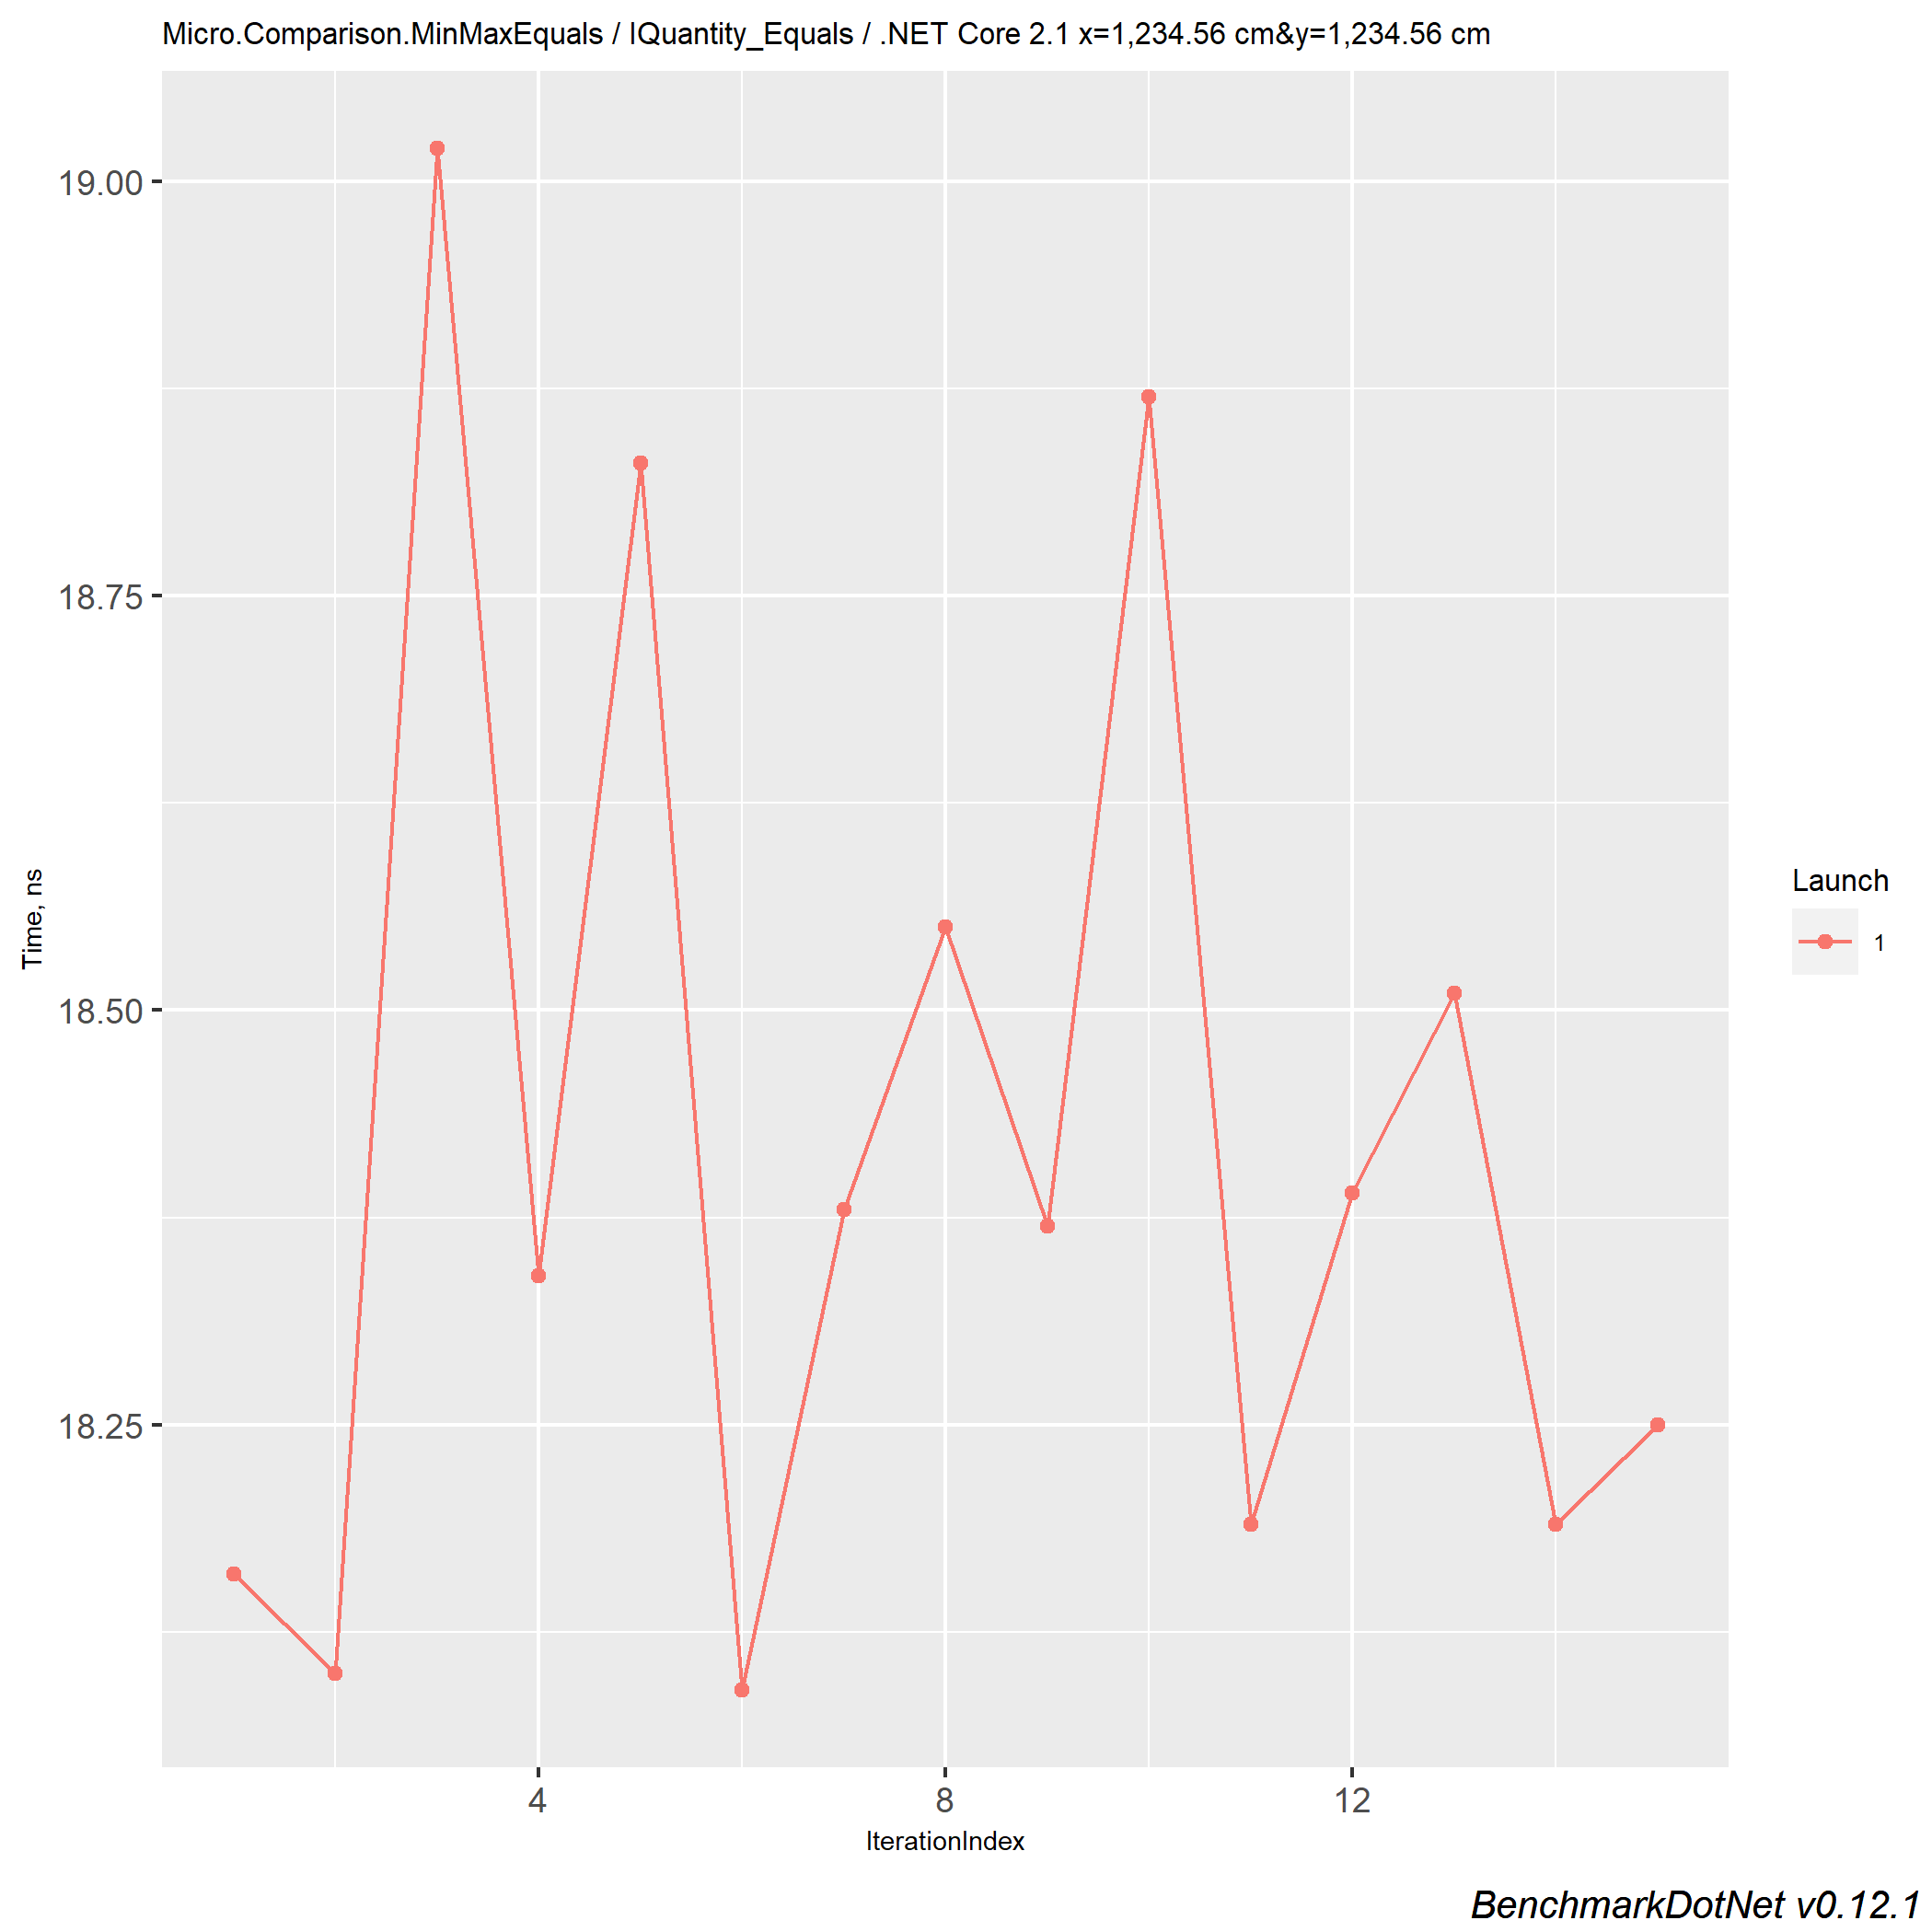 Micro.Comparison.MinMaxEquals / IQuantity_Equals / .NET Core 2.1 x=1,234.56 cm&y=1,234.56 cm
19.00
18.75
18.50
18.25
Time, ns
4 8 12
IterationIndex
Launch
1
BenchmarkDotNet v0.12.1